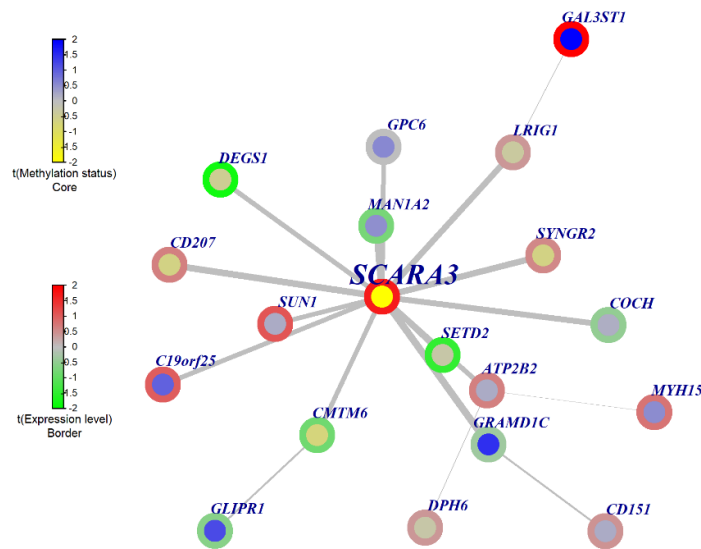 GAL3ST1
2
1.5
1
0.5
0
-0.5
-1
-1.5
-2
t(Methylation status)
Core
GPC6
LRIG1
DEGS1
MAN1A2
SYNGR2
CD207
SCARA3
2
1.5
1
0.5
0
-0.5
-1
-1.5
-2
t(Expression level)
Border
SUN1
COCH
SETD2
C19orf25
ATP2B2
MYH15
CMTM6
GRAMD1C
GLIPR1
DPH6
CD151